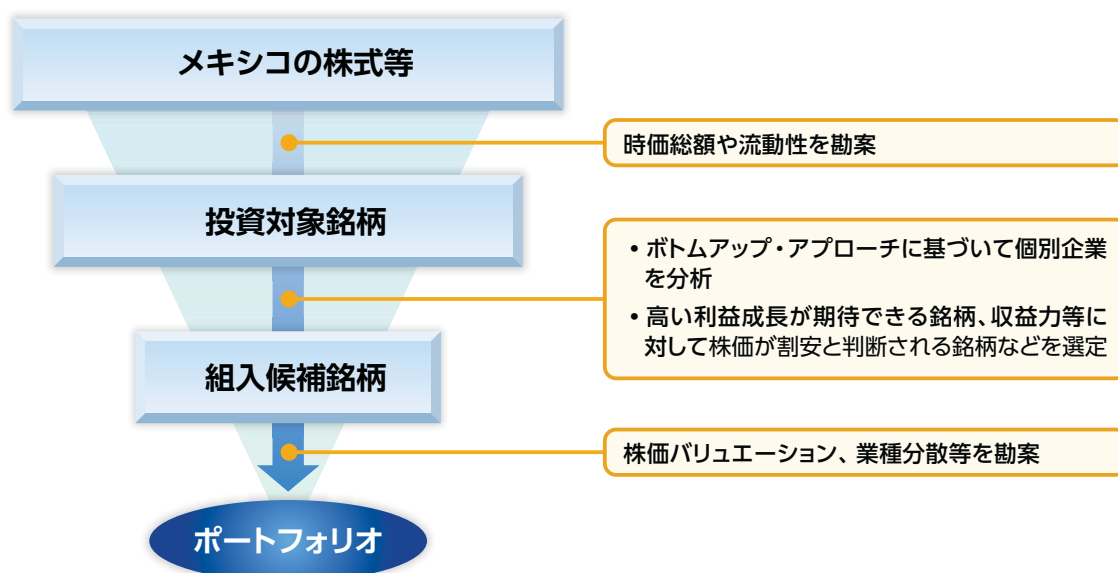 メキシコの株式等
時価総額や流動性を勘案
投資対象銘柄
・ボトムアップ・アプローチに基づいて個別企業
を分析
・高い利益成長が期待できる銘柄、収益力等に
対して株価が割安と判断される銘柄などを選定
組入候補銘柄
株価バリュエーション、業種分散等を勘案
ポートフォリオ